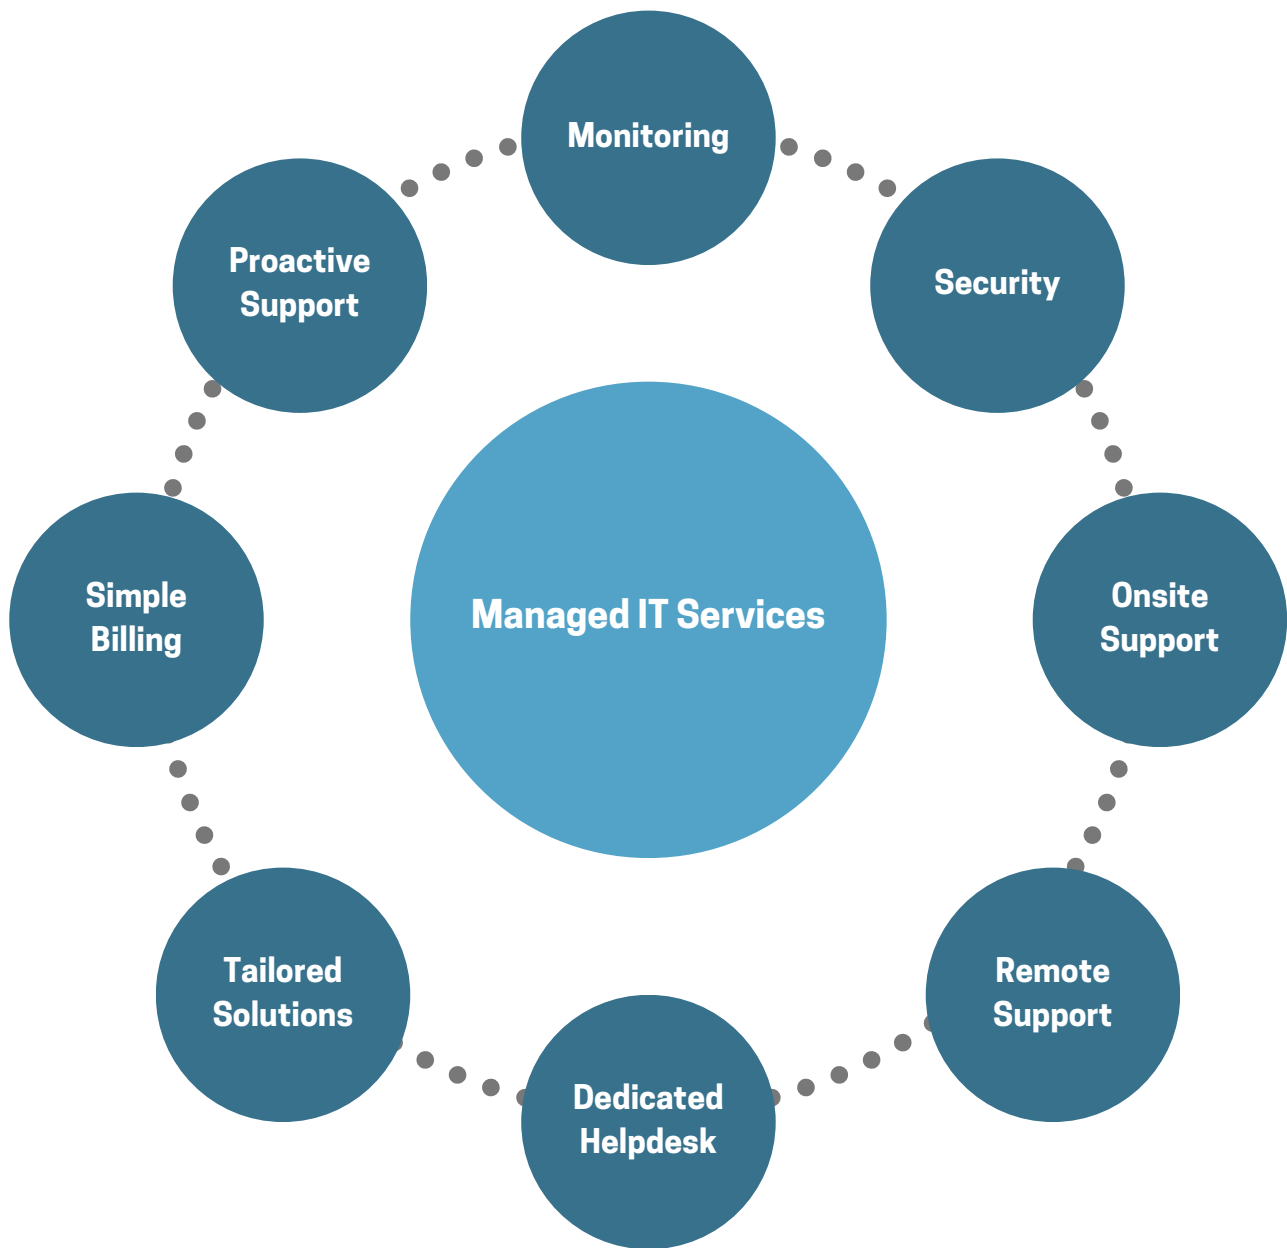 Monitoring
Security
Onsite
Support
Remote
Support
Dedicated
Helpdesk
Tailored
Solutions
Simple
Billing
Proactive
Support
Managed IT Services